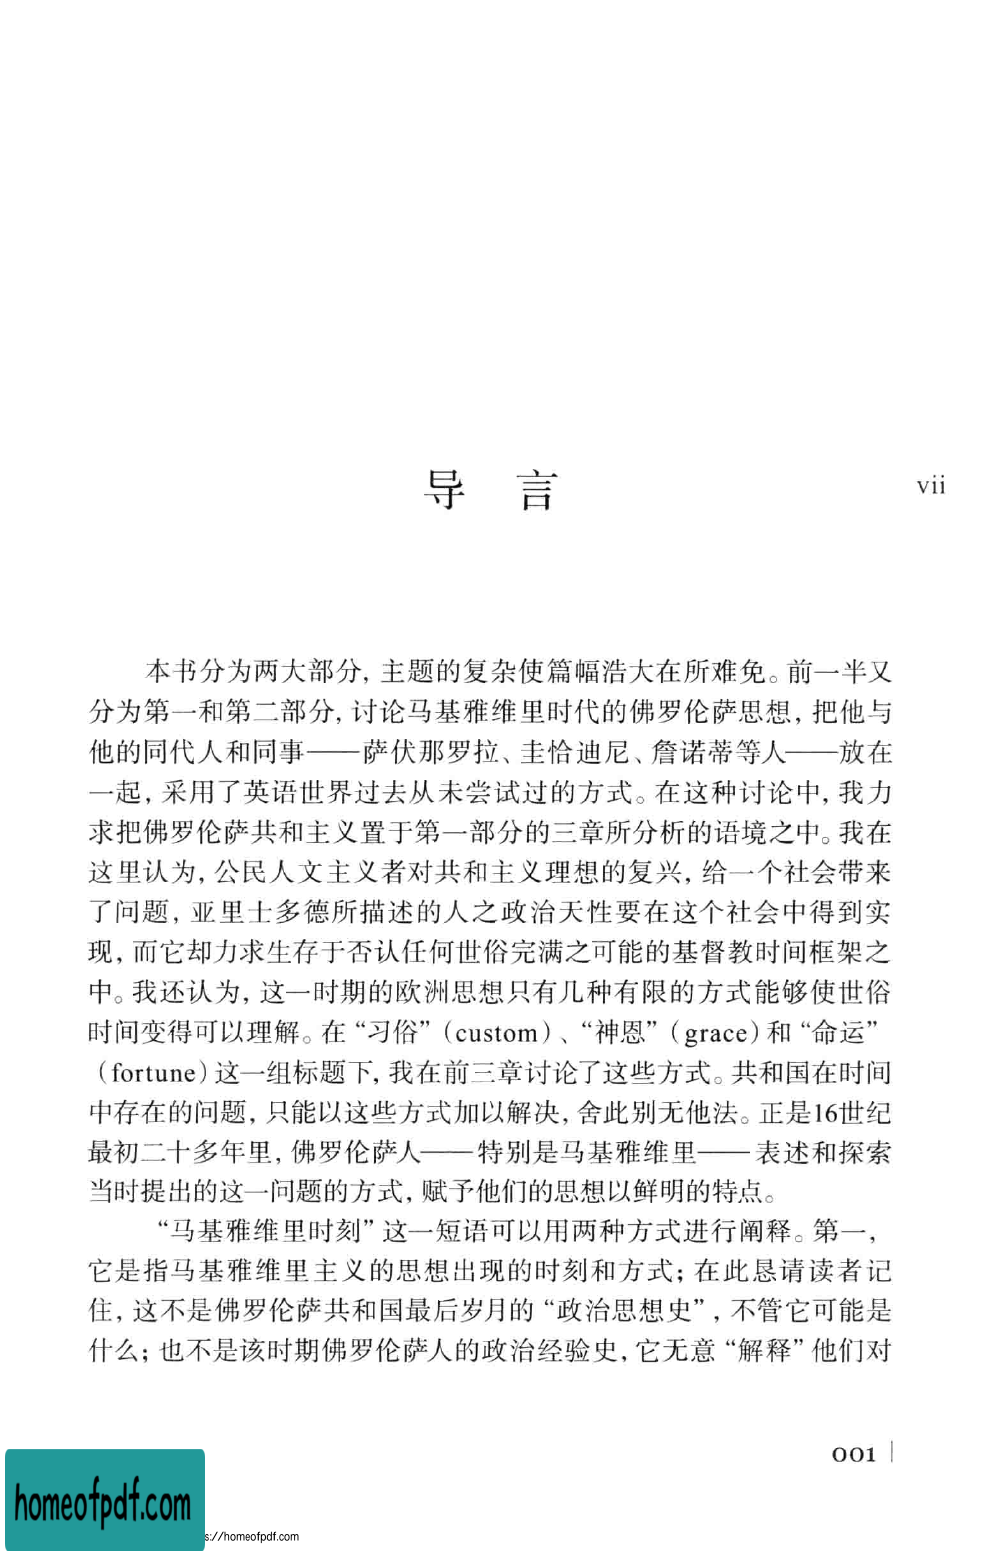 导 言
vii
本书分为两大部分, 主题的复杂使篇幅浩大在所难免。前一半又
分为第一和第二部分, 讨论马基雅维里时代的佛罗伦萨思想, 把他与
他的同代人和同事——萨伏那罗拉、圭恰迪尼、詹诺蒂等人——放在
一起, 采用了英语世界过去从未尝试过的方式。在这种讨论中, 我力
求把佛罗伦萨共和主义置于第一部分的三章所分析的语境之中。我在
这里认为, 公民人文主义者对共和主义理想的复兴, 给一个社会带来
了问题, 亚里士多德所描述的人之政治天性要在这个社会中得到实
现, 而它却力求生存于否认任何世俗完满之可能的基督教时间框架之
中。我还认为, 这一时期的欧洲思想只有几种有限的方式能够使世俗
时间变得可以理解。在“习俗”(custom)、“神恩”(grace)和“命运”
(fortune)这一组标题下, 我在前三章讨论了这些方式。共和国在时间
中存在的问题, 只能以这些方式加以解决, 舍此别无他法。正是16世纪
最初二十多年里, 佛罗伦萨人——特别是马基雅维里——表述和探索
当时提出的这一问题的方式, 赋予他们的思想以鲜明的特点。
“马基雅维里时刻”这一短语可以用两种方式进行阐释。第一,
它是指马基雅维里主义的思想出现的时刻和方式; 在此恳请读者记
住, 这不是佛罗伦萨共和国最后岁月的“政治思想史”, 不管它可能是
什么; 也不是该时期佛罗伦萨人的政治经验史, 它无意“解释”他们对
001
homeofpdf.com
s://homeofpdf.com